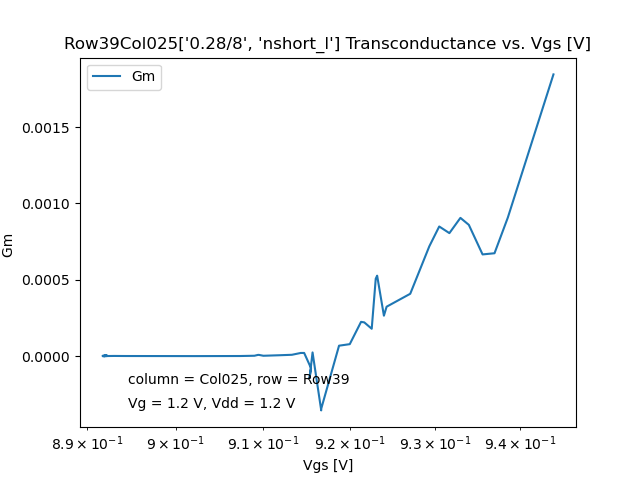 Row39Col025['0.28/8', 'nshort_l'] Transconductance vs. Vgs [V]
Gm
0.0015
0.0010
0.0005
0.0000
Gm
column = Col025, row = Row39
Vg = 1.2 V, Vdd = 1.2 V
8.9 × 10⁻¹ 9 × 10⁻¹ 9.1 × 10⁻¹ 9.2 × 10⁻¹ 9.3 × 10⁻¹ 9.4 × 10⁻¹
Vgs [V]